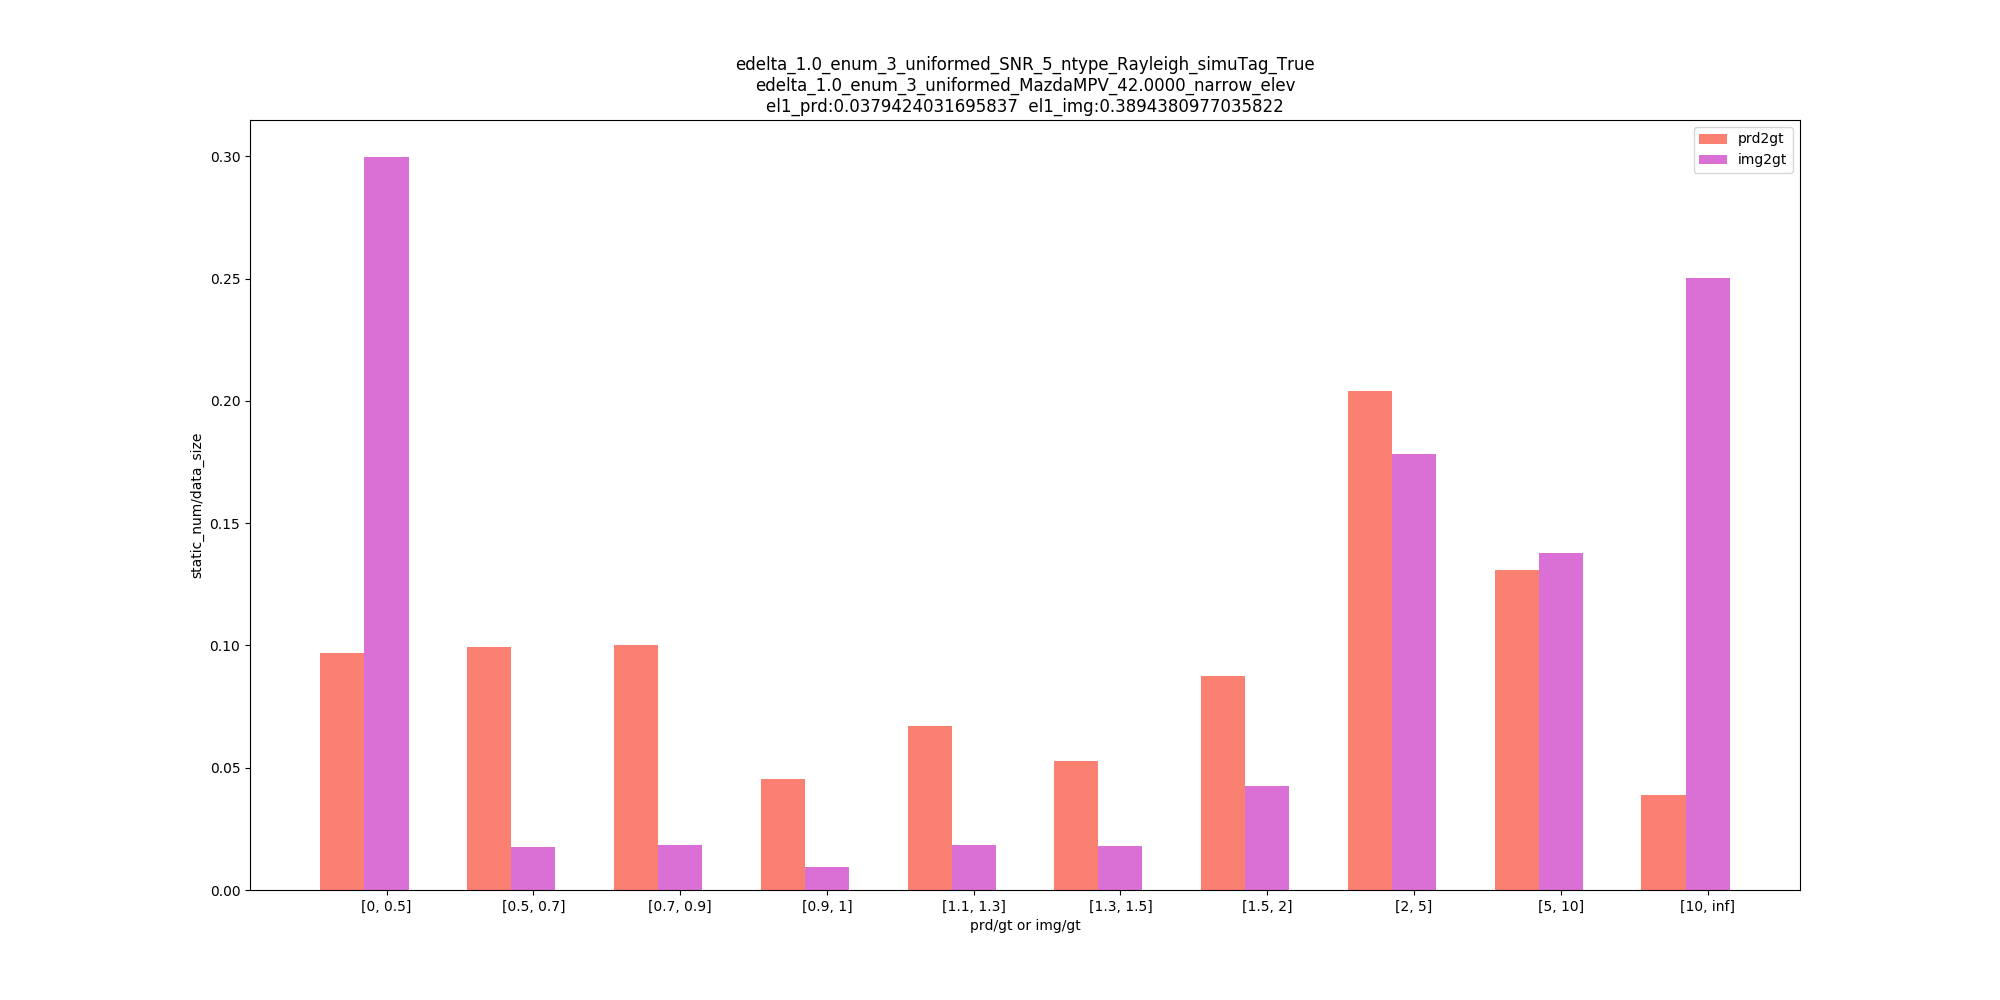 edelta_1.0_enum_3_uniformed_SNR_5_ntype_Rayleigh_simuTag_True
edelta_1.0_enum_3_uniformed_MazdaMPV_42.0000_narrow_elev
el1_prd:0.0379424031695837  el1_img:0.3894380977035822
prd2gt
img2gt
0.30
0.25
0.20
0.15
0.10
0.05
0.00
static_num/data_size
[0, 0.5]
[0.5, 0.7]
[0.7, 0.9]
[0.9, 1]
[1.1, 1.3]
[1.3, 1.5]
[1.5, 2]
[2, 5]
[5, 10]
[10, inf]
prd/gt or img/gt